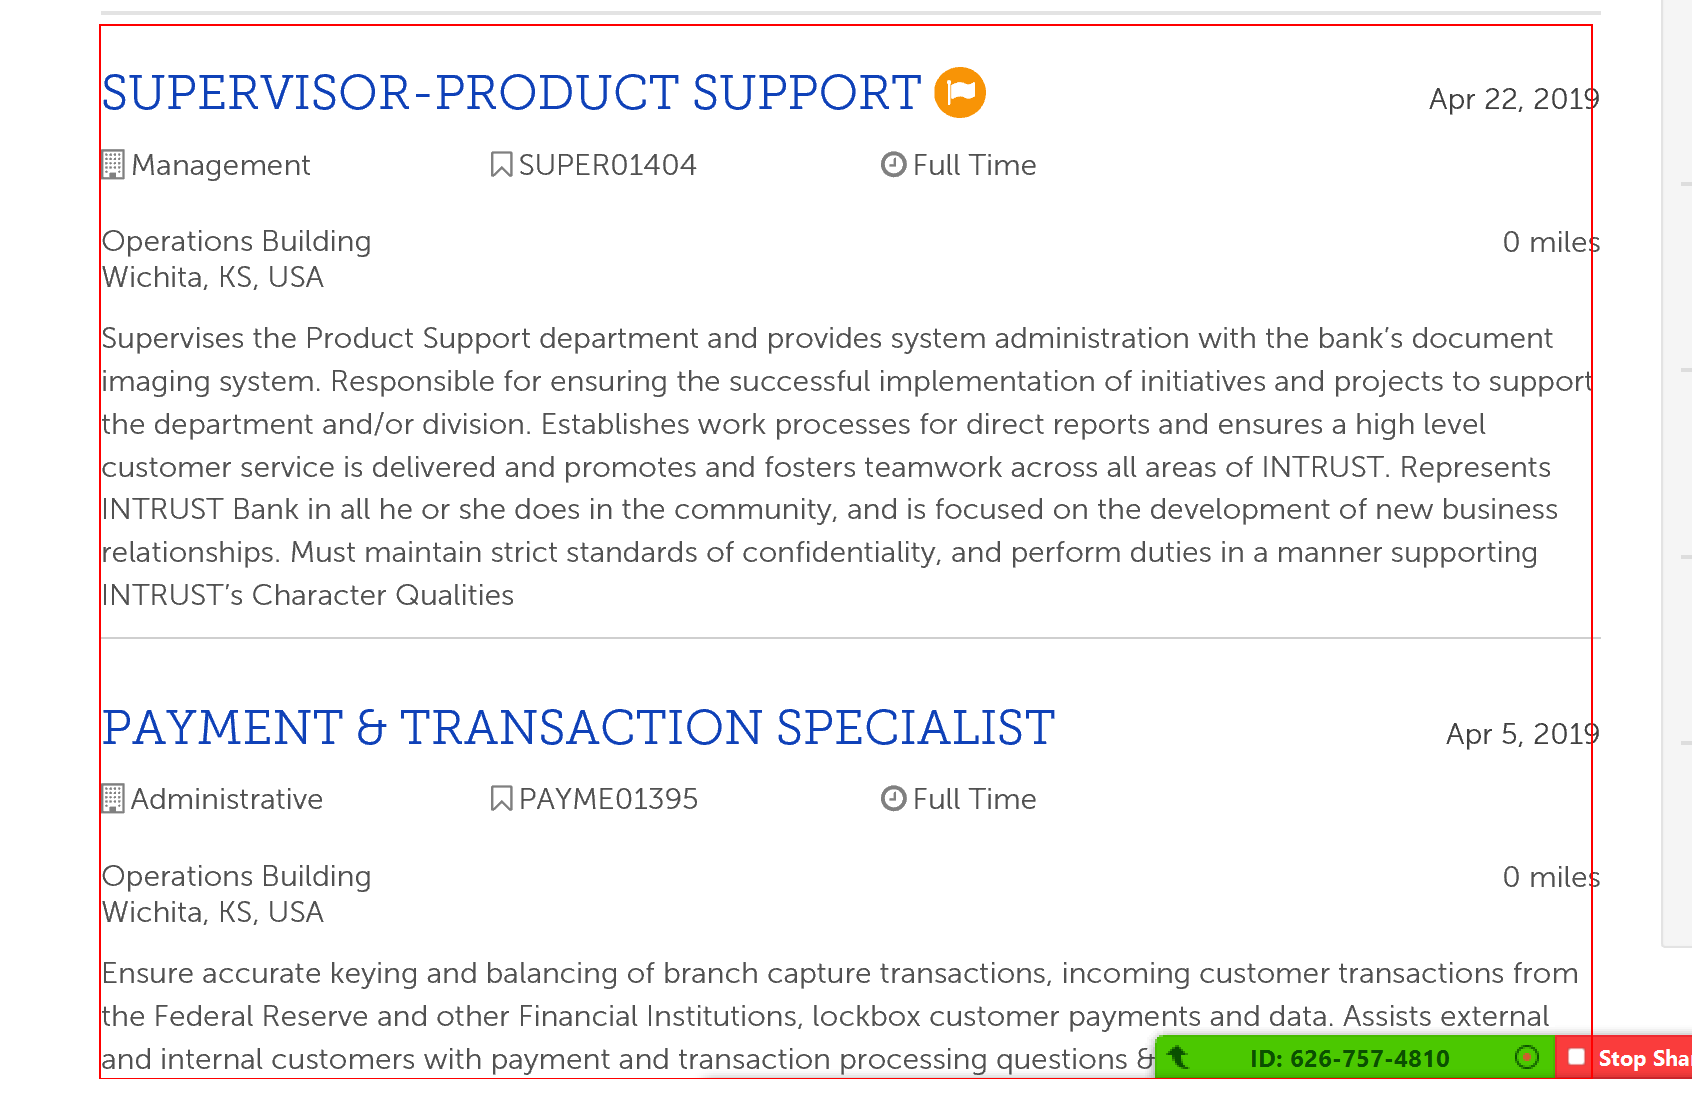 SUPERVISOR-PRODUCT SUPPORT
Apr 22, 2019
Management SUPER01404 Full Time
Operations Building
0 miles
Wichita, KS, USA
Supervises the Product Support department and provides system administration with the bank’s document
imaging system. Responsible for ensuring the successful implementation of initiatives and projects to support
the department and/or division. Establishes work processes for direct reports and ensures a high level
customer service is delivered and promotes and fosters teamwork across all areas of INTRUST. Represents
INTRUST Bank in all he or she does in the community, and is focused on the development of new business
relationships. Must maintain strict standards of confidentiality, and perform duties in a manner supporting
INTRUST’s Character Qualities
PAYMENT & TRANSACTION SPECIALIST
Apr 5, 2019
Administrative PAYME01395 Full Time
Operations Building
0 miles
Wichita, KS, USA
Ensure accurate keying and balancing of branch capture transactions, incoming customer transactions from
the Federal Reserve and other Financial Institutions, lockbox customer payments and data. Assists external
and internal customers with payment and transaction processing questions &
ID: 626-757-4810
Stop Sha